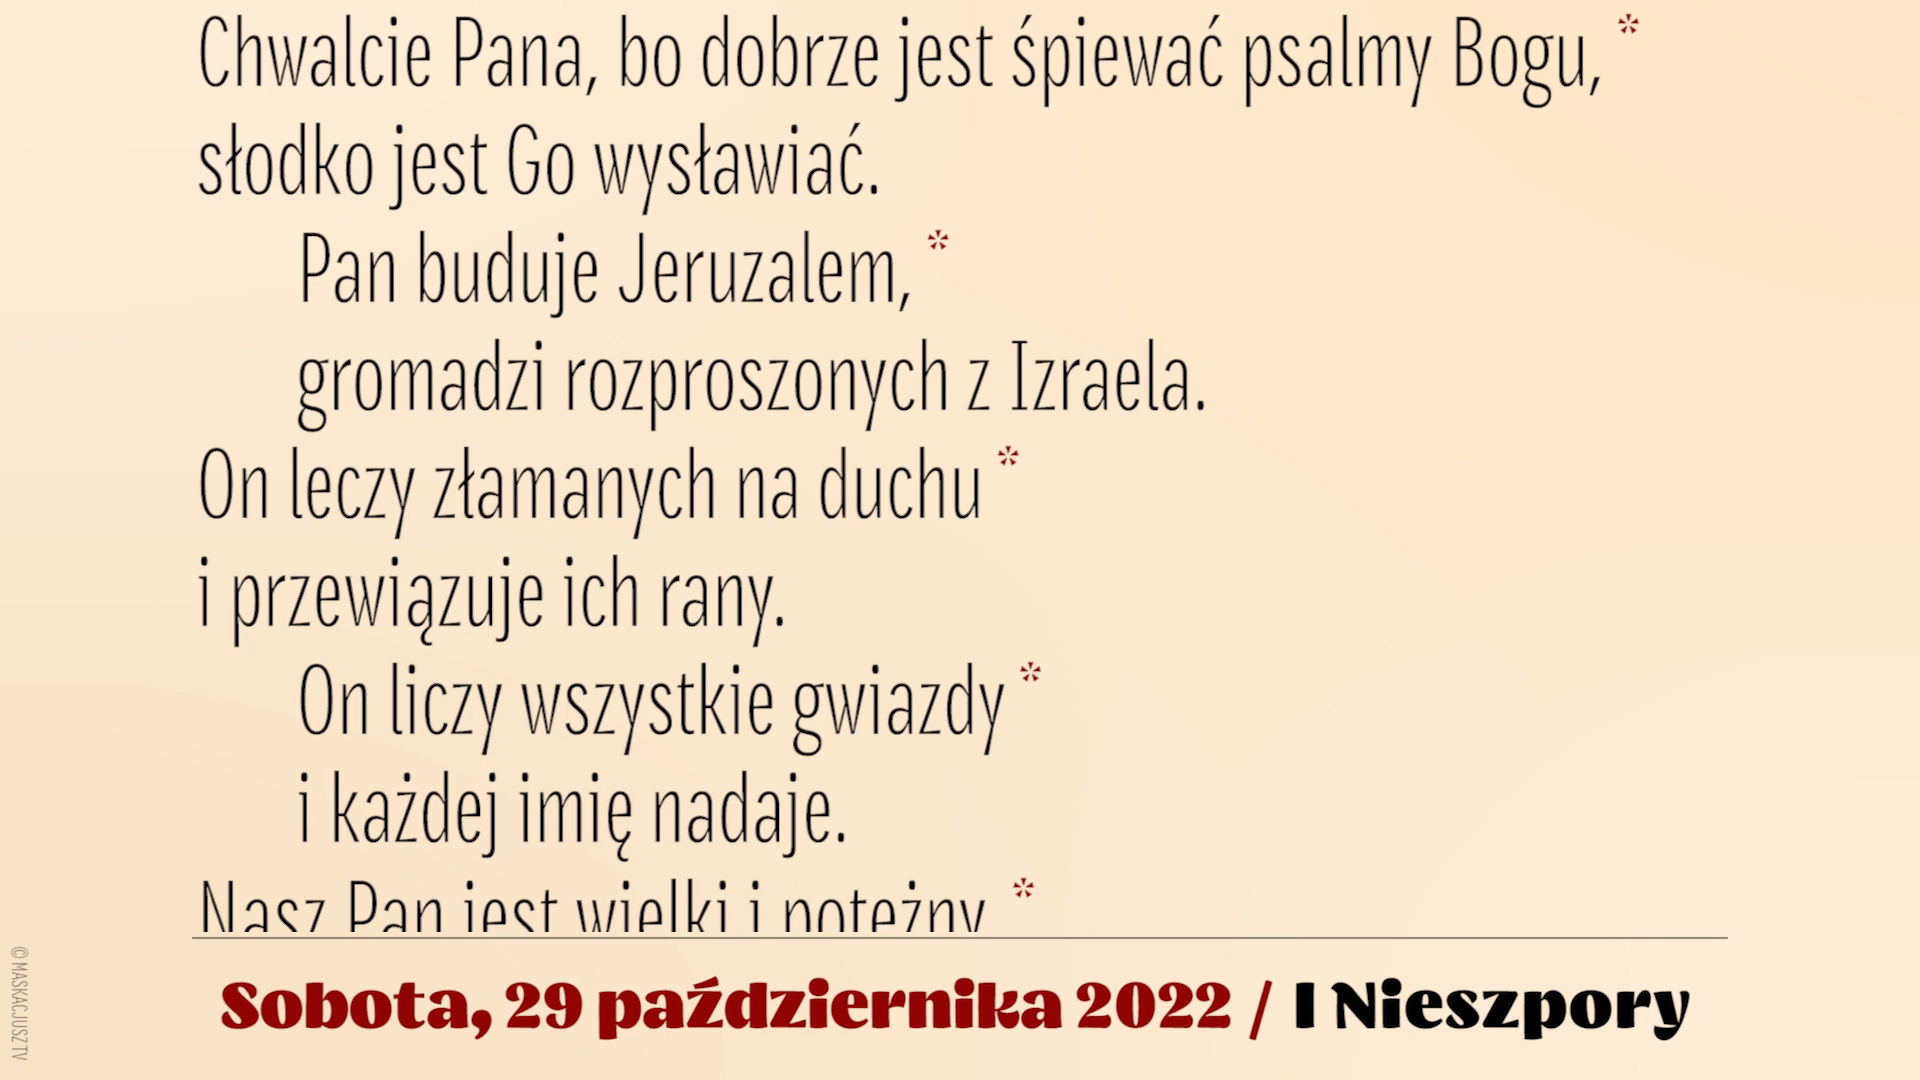 Chwalcie Pana, bo dobrze jest śpiewać psalmy Bogu, *
słodko jest Go wysławiać.
Pan buduje Jeruzalem, *
gromadzi rozproszonych z Izraela.
On leczy złamanych na duchu *
i przewiązuje ich rany.
On liczy wszystkie gwiazdy *
i każdej imię nadaje.
Nasz Pan jest wielki i potężny *
Sobota, 29 października 2022 / I Nieszpory
© MASKACJUSZ TV